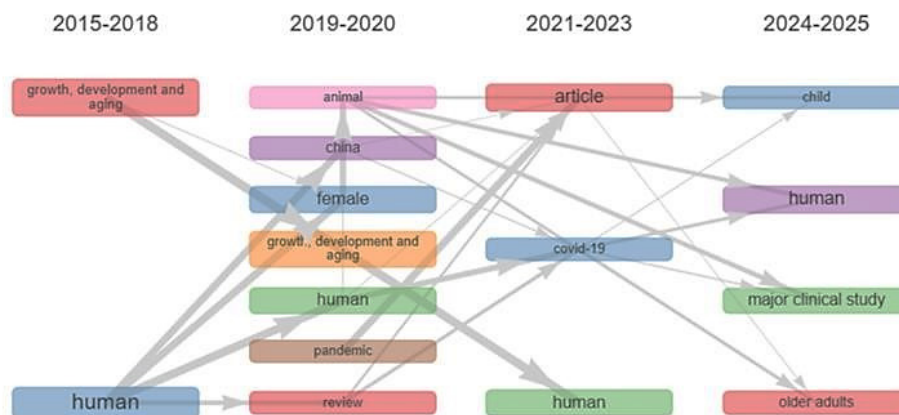 2015-2018 2019-2020 2021-2023 2024-2025
growth, development and
aging
animal
article
child
china
female
human
growth, development and
aging
covid-19
human
major clinical study
pandemic
human
review
human
older adults